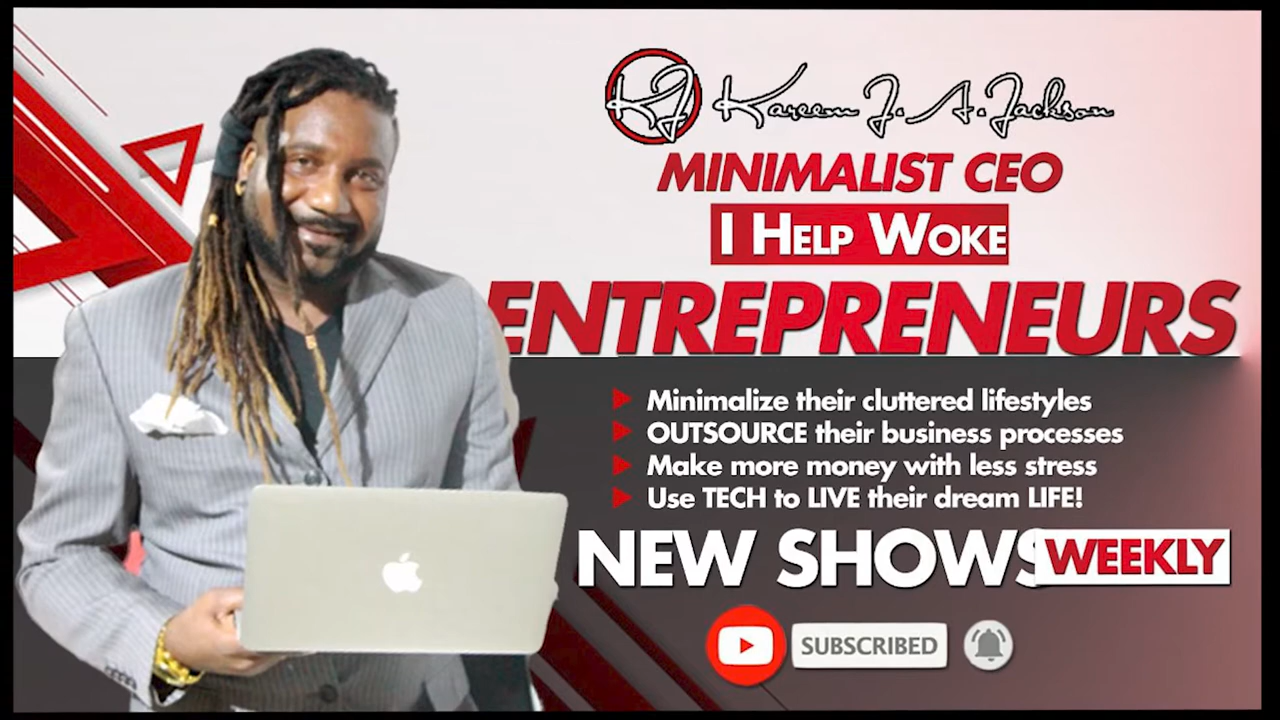 KJ Kareem J. A. Jackson
MINIMALIST CEO
I HELP WOKE
ENTREPRENEURS
Minimalize their cluttered lifestyles
OUTSOURCE their business processes
Make more money with less stress
Use TECH to LIVE their dream LIFE!
NEW SHOWS WEEKLY
SUBSCRIBED